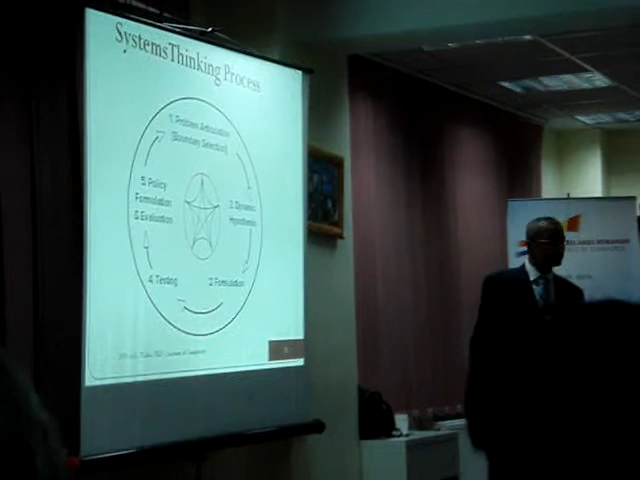 Systems Thinking Process
1. Problem Articulation
(Boundary Selection)
5. Policy
Formulation
& Evaluation
2. Dynamic
Hypothesis
4. Testing
3. Formulation